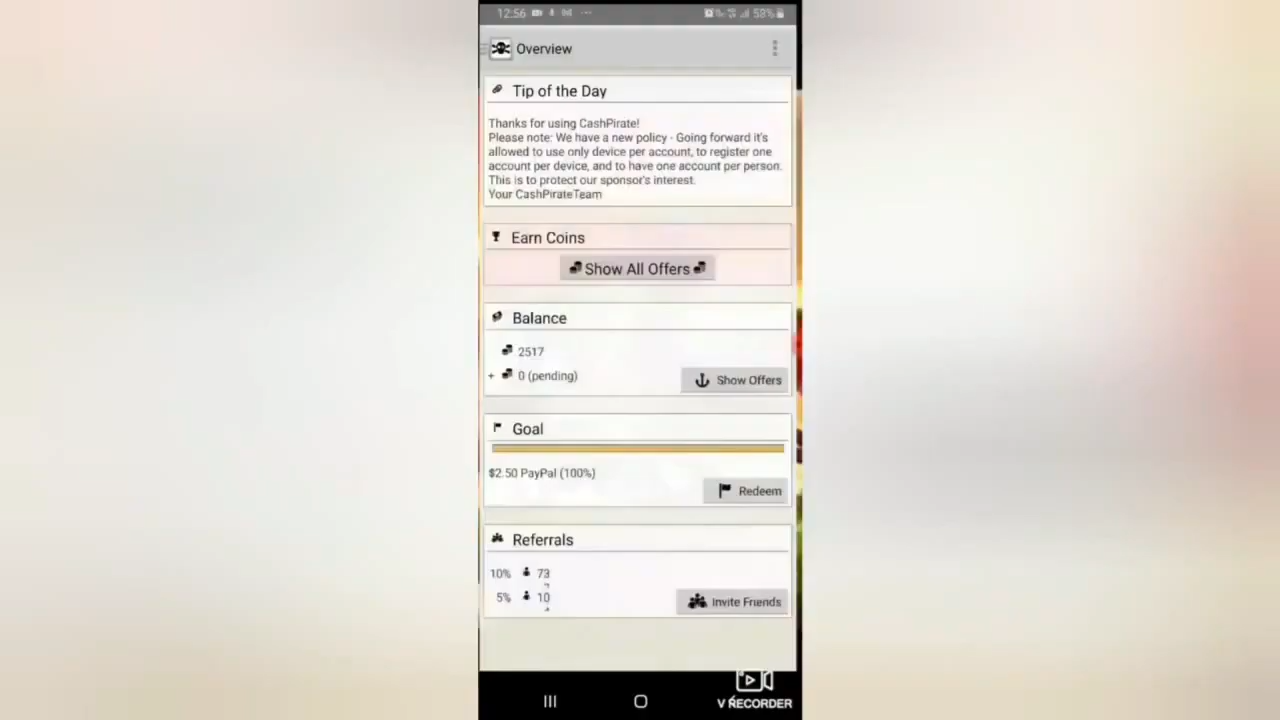 12:56
58%
Overview
Tip of the Day
Thanks for using CashPirate!
Please note: We have a new policy - Going forward it's
allowed to use only device per account, to register one
account per device, and to have one account per person.
This is to protect our sponsor's interest.
Your CashPirateTeam
Earn Coins
Show All Offers
Balance
2517
+ 0 (pending)
Show Offers
Goal
$2.50 PayPal (100%)
Redeem
Referrals
10% 73
5% 10
Invite Friends
V RECORDER